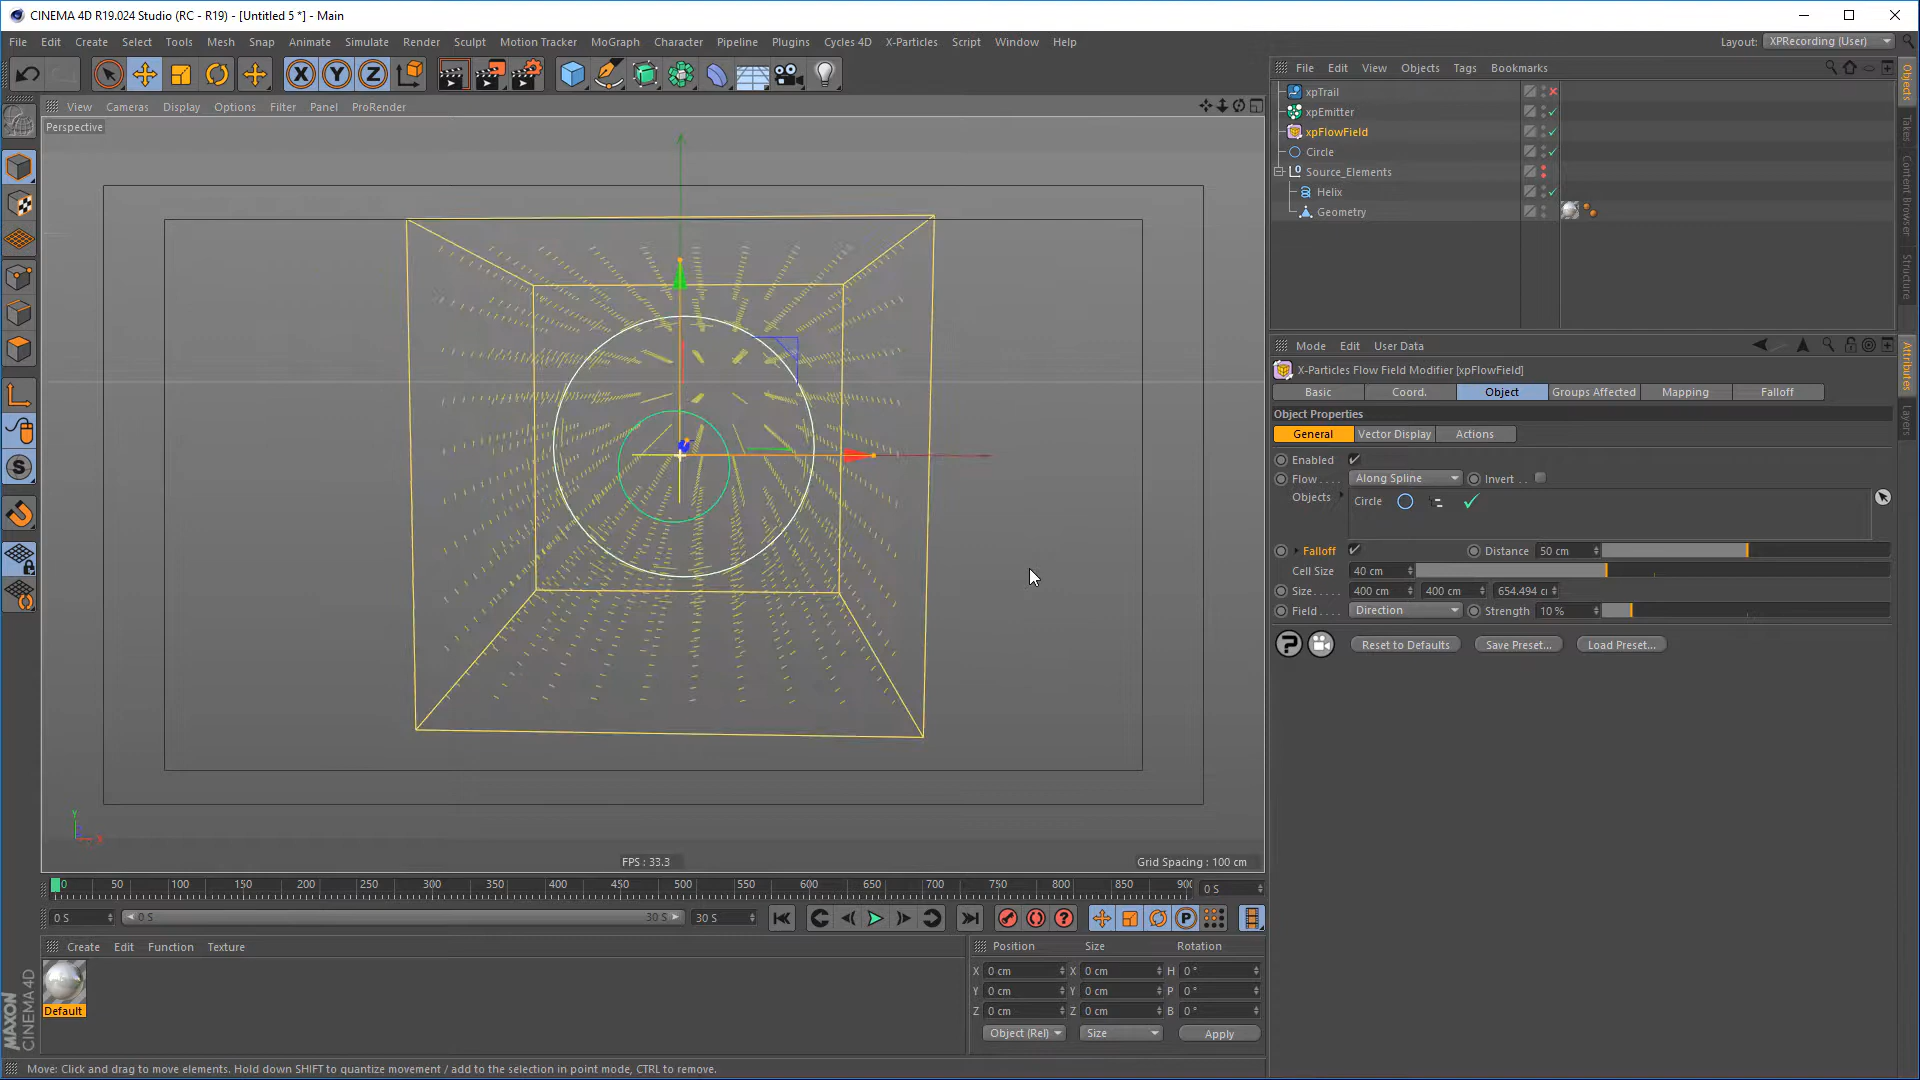 CINEMA 4D R19.024 Studio (RC - R19) - [Untitled 5 *] - Main
File Edit Create Select Tools Mesh Snap Animate Simulate Render Sculpt Motion Tracker MoGraph Character Pipeline Plugins Cycles 4D X-Particles Script Window Help
Layout: XPRecording (User)
X Y Z
File Edit View Objects Tags Bookmarks
View Cameras Display Options Filter Panel ProRender
Perspective
xpTrail
xpEmitter
xpFlowField
Circle
Source_Elements
Helix
Geometry
Objects
Takes
Content Browser
Structure
Mode Edit User Data
X-Particles Flow Field Modifier [xpFlowField]
Basic Coord. Object Groups Affected Mapping Falloff
Object Properties
General Vector Display Actions
Enabled
Flow . . . . Along Spline Invert . .
Objects Circle
Falloff Distance 50 cm
Cell Size 40 cm
Size. . . . . 400 cm 400 cm 654.494 c
Field . . . . Direction Strength 10 %
Reset to Defaults Save Preset... Load Preset...
Attributes
Layers
Y
X
FPS : 33.3
Grid Spacing : 100 cm
0 50 100 150 200 250 300 350 400 450 500 550 600 650 700 750 800 850 90 0 S
0 S 0 S 30 S 30 S
P
Create Edit Function Texture
Default
Position Size Rotation
X 0 cm X 0 cm H 0 °
Y 0 cm Y 0 cm P 0 °
Z 0 cm Z 0 cm B 0 °
Object (Rel) Size Apply
MAXON
CINEMA 4D
Move: Click and drag to move elements. Hold down SHIFT to quantize movement / add to the selection in point mode, CTRL to remove.